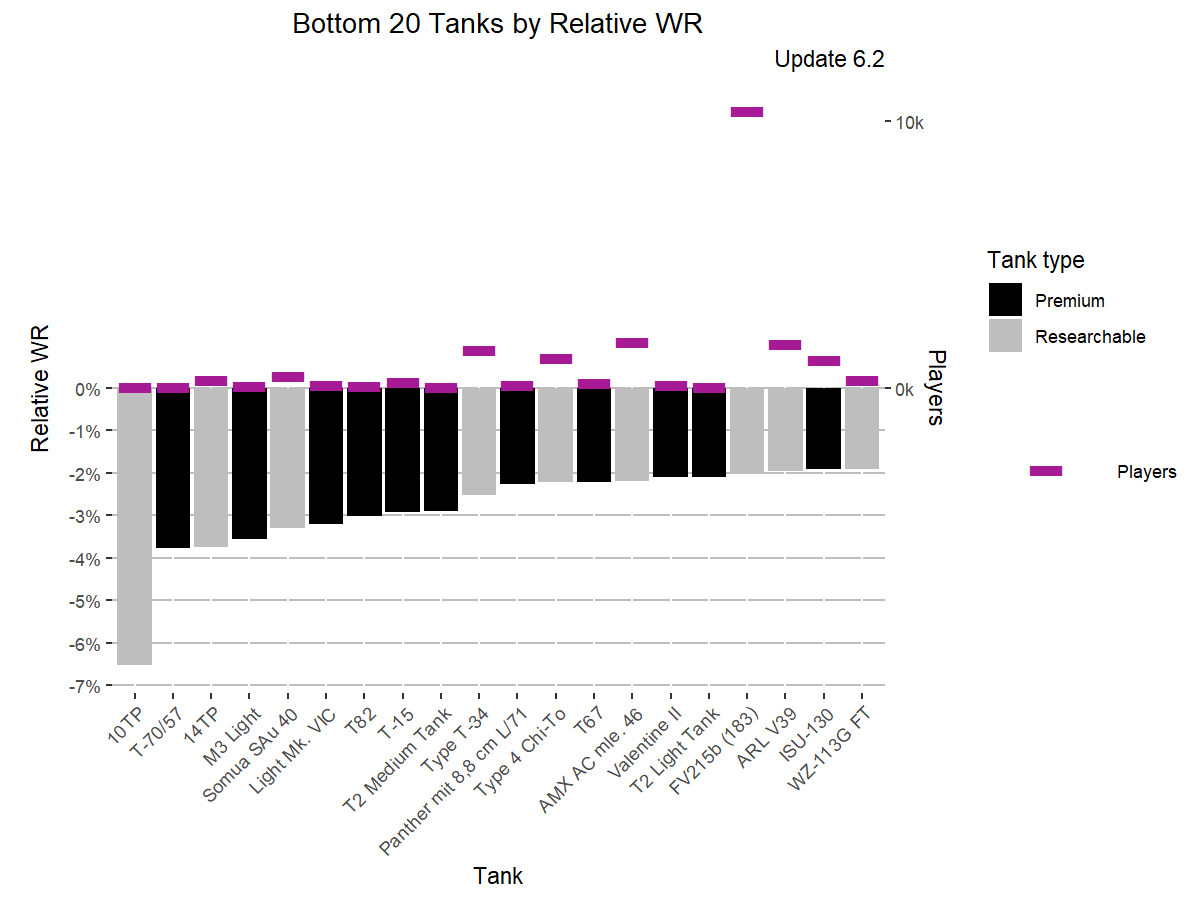 Bottom 20 Tanks by Relative WR
Update 6.2
10k
Tank type
Premium
Researchable
Relative WR
Players
0%
0k
-1%
-2%
Players
-3%
-4%
-5%
-6%
-7%
10TP
T-70/57
14TP
M3 Light
Somua SAu 40
Light Mk. VIC
T82
T-15
T2 Medium Tank
Type T-34
Panther mit 8,8 cm L/71
Type 4 Chi-To
T67
AMX AC mle. 46
Valentine II
T2 Light Tank
FV215b (183)
ARL V39
ISU-130
WZ-113G FT
Tank